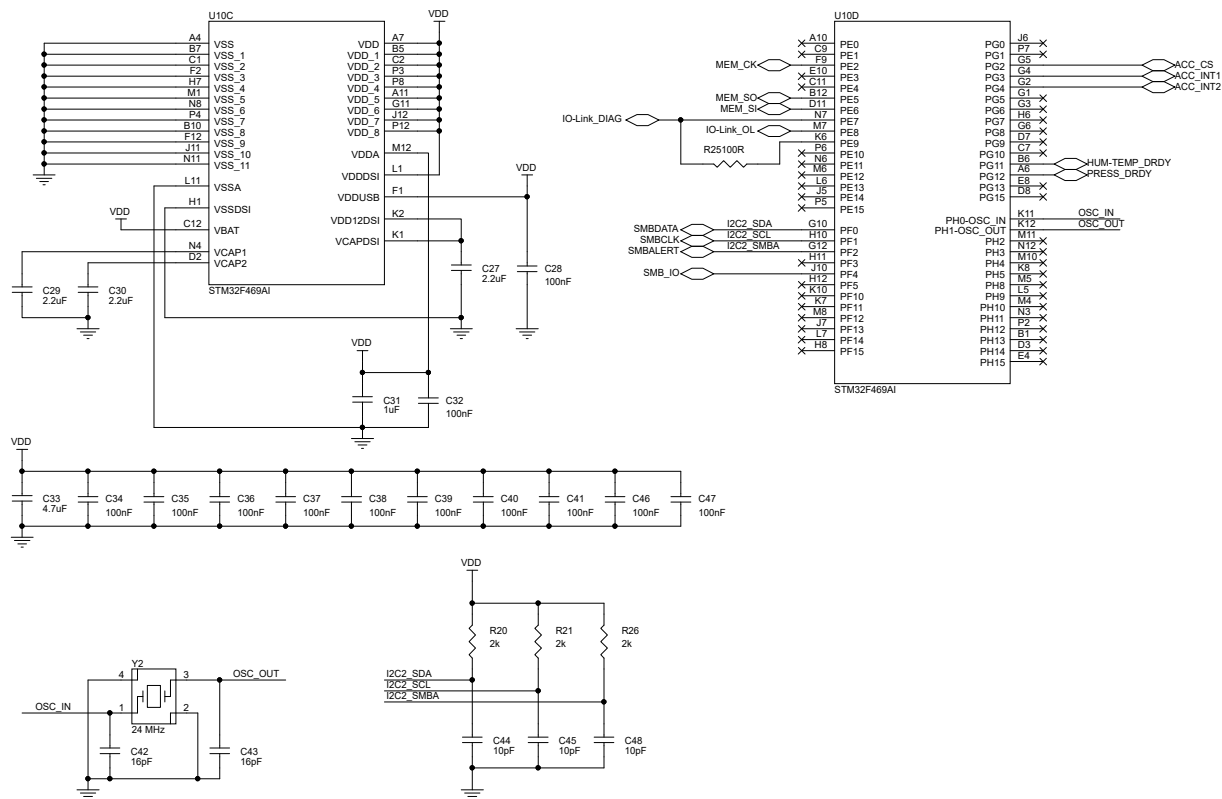 U10C
VDD
A4 VSS
B7 VSS_1
C1 VSS_2
F2 VSS_3
H7 VSS_4
M1 VSS_5
N8 VSS_6
P4 VSS_7
B10 VSS_8
F12 VSS_9
J11 VSS_10
N11 VSS_11
L11 VSSA
H1 VSSDSI
VDD
C12 VBAT
N4 VCAP1
D2 VCAP2
VDD A7
VDD_1 B5
VDD_2 C2
VDD_3 P3
VDD_4 P8
VDD_5 A11
VDD_6 G11
VDD_7 J12
VDD_8 P12
VDDA M12
VDDDSI L1
VDDUSB F1
VDD12DSI K2
VCAPDSI K1
STM32F469AI
VDD
C29
2.2uF
C30
2.2uF
C27
2.2uF
C28
100nF
VDD
C31
1uF
C32
100nF
U10D
A10 PE0
C9 PE1
MEM_CK F9 PE2
E10 PE3
C11 PE4
MEM_SO B12 PE5
MEM_SI D11 PE6
IO-Link_DIAG N7 PE7
IO-Link_OL M7 PE8
K6 PE9
R25100R
P6 PE10
N6 PE11
M6 PE12
L6 PE13
J5 PE14
P5 PE15
SMBDATA I2C2_SDA G10 PF0
SMBCLK I2C2_SCL H10 PF1
SMBALERT I2C2_SMBA G12 PF2
H11 PF3
SMB_IO J10 PF4
H12 PF5
K10 PF10
K7 PF11
M8 PF12
J7 PF13
L7 PF14
H8 PF15
PG0 J6
PG1 P7
PG2 G5 ACC_CS
PG3 G4 ACC_INT1
PG4 G2 ACC_INT2
PG5 G1
PG6 G3
PG7 H6
PG8 G6
PG9 D7
PG10 C7
PG11 B6 HUM-TEMP_DRDY
PG12 A6 PRESS_DRDY
PG13 E8
PG15 D8
PH0-OSC_IN K11 OSC_IN
PH1-OSC_OUT K12 OSC_OUT
PH2 M11
PH3 N12
PH4 M10
PH5 K8
PH8 M5
PH9 L5
PH10 M4
PH11 N3
PH12 P2
PH13 B1
PH14 D3
PH15 E4
STM32F469AI
VDD
C33
4.7uF
C34
100nF
C35
100nF
C36
100nF
C37
100nF
C38
100nF
C39
100nF
C40
100nF
C41
100nF
C46
100nF
C47
100nF
Y2
4 3 OSC_OUT
OSC_IN 1 2
24 MHz
C42
16pF
C43
16pF
VDD
R20
2k
R21
2k
R26
2k
I2C2_SDA
I2C2_SCL
I2C2_SMBA
C44
10pF
C45
10pF
C48
10pF